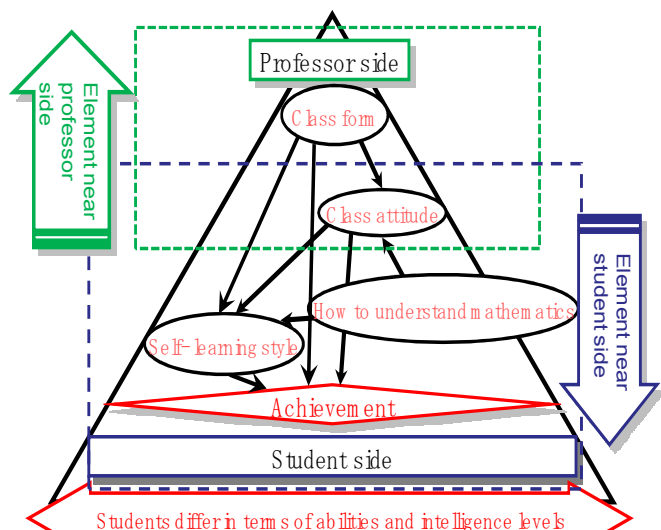 Professor side
Element near
professor
side
Class form
Class attitude
Element near
student side
How to understand mathematics
Self-learning style
Achievement
Student side
Students differ in terms of abilities and intelligence levels